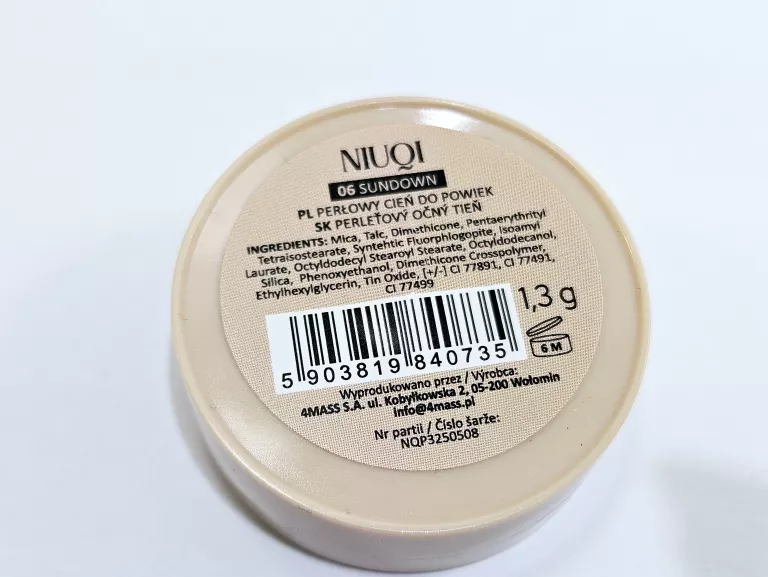 NIUQI
06 SUNDOWN
PL PERŁOWY CIEŃ DO POWIEK
SK PERLEŤOVÝ OČNÝ TIEŇ
INGREDIENTS: Mica, Talc, Dimethicone, Pentaerythrityl
Tetraisostearate, Syntehtic Fluorphlogopite, Isoamyl
Laurate, Octyldodecyl Stearoyl Stearate, Octyldodecanol,
Silica, Phenoxyethanol, Dimethicone Crosspolymer,
Ethylhexylglycerin, Tin Oxide, [+/-] CI 77891, CI 77491,
CI 77499
1,3 g
6 M
5 903819 840735
Wyprodukowano przez / Výrobca:
4MASS S.A. ul. Kobyłkowska 2, 05-200 Wołomin
info@4mass.pl
Nr partii / Číslo šarže:
NQP3250508